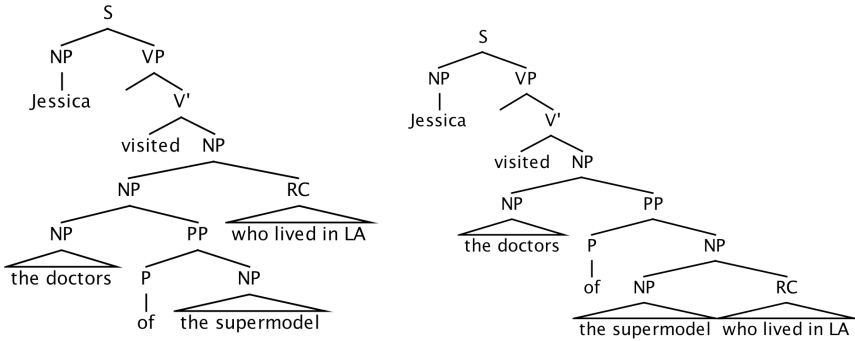 S
NP VP
Jessica V'
visited NP
NP RC
NP PP who lived in LA
the doctors P NP
of the supermodel
S
NP VP
Jessica V'
visited NP
NP PP
the doctors P NP
of NP RC
the supermodel who lived in LA